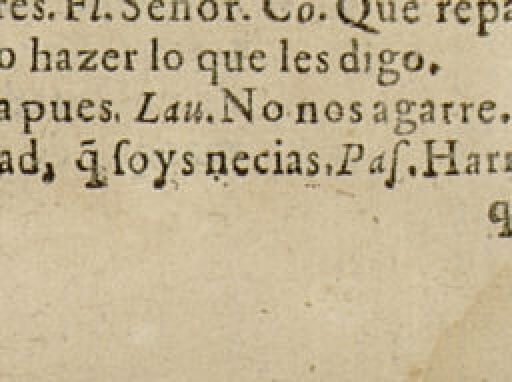 res. Fl. Señor. Co. Que repa
o hazer lo que les digo.
a pues. Lau. No nos agarre.
ad, q̃ ſoys necias. Paſ. Harr
q